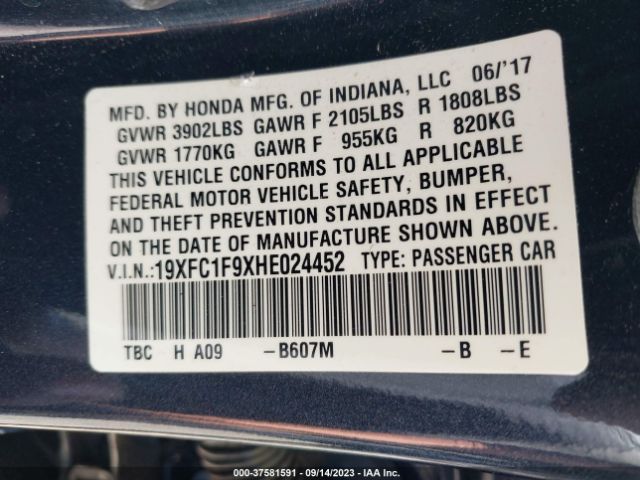 MFD. BY HONDA MFG. OF INDIANA, LLC 06/'17
GVWR 3902LBS GAWR F 2105LBS R 1808LBS
GVWR 1770KG GAWR F 955KG R 820KG
THIS VEHICLE CONFORMS TO ALL APPLICABLE
FEDERAL MOTOR VEHICLE SAFETY, BUMPER,
AND THEFT PREVENTION STANDARDS IN EFFECT
ON THE DATE OF MANUFACTURE SHOWN ABOVE.
V.I.N.:19XFC1F9XHE024452 TYPE: PASSENGER CAR
TBC H A09 -B607M -B -E
000-37581591 - 09/14/2023 - IAA Inc.